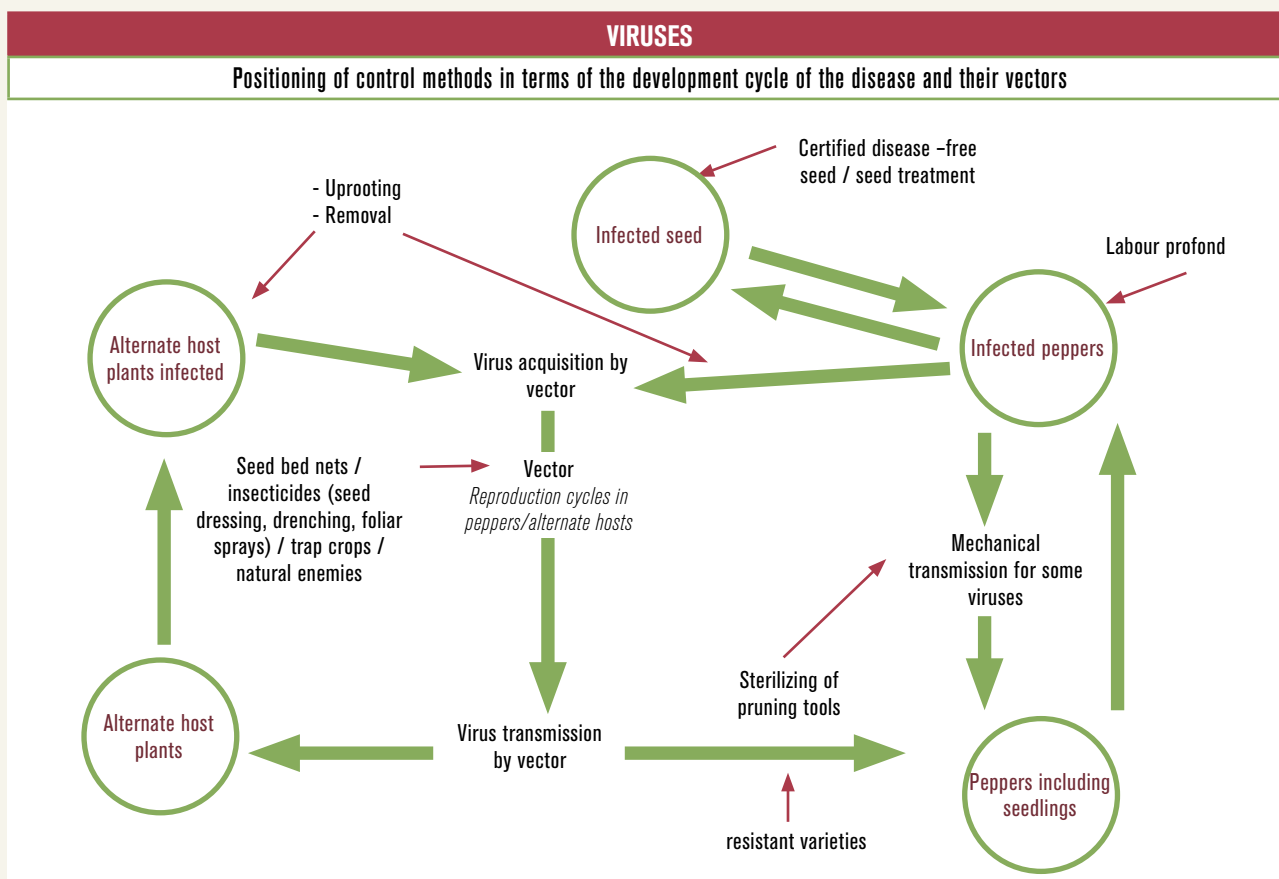 VIRUSES
Positioning of control methods in terms of the development cycle of the disease and their vectors
Certified disease –free
seed / seed treatment
- Uprooting
- Removal
Infected seed
Labour profond
Alternate host
plants infected
Virus acquisition by
vector
Infected peppers
Seed bed nets /
insecticides (seed
dressing, drenching, foliar
sprays) / trap crops /
natural enemies
Vector
Reproduction cycles in
peppers/alternate hosts
Mechanical
transmission for some
viruses
Sterilizing of
pruning tools
Alternate host
plants
Virus transmission
by vector
Peppers including
seedlings
resistant varieties